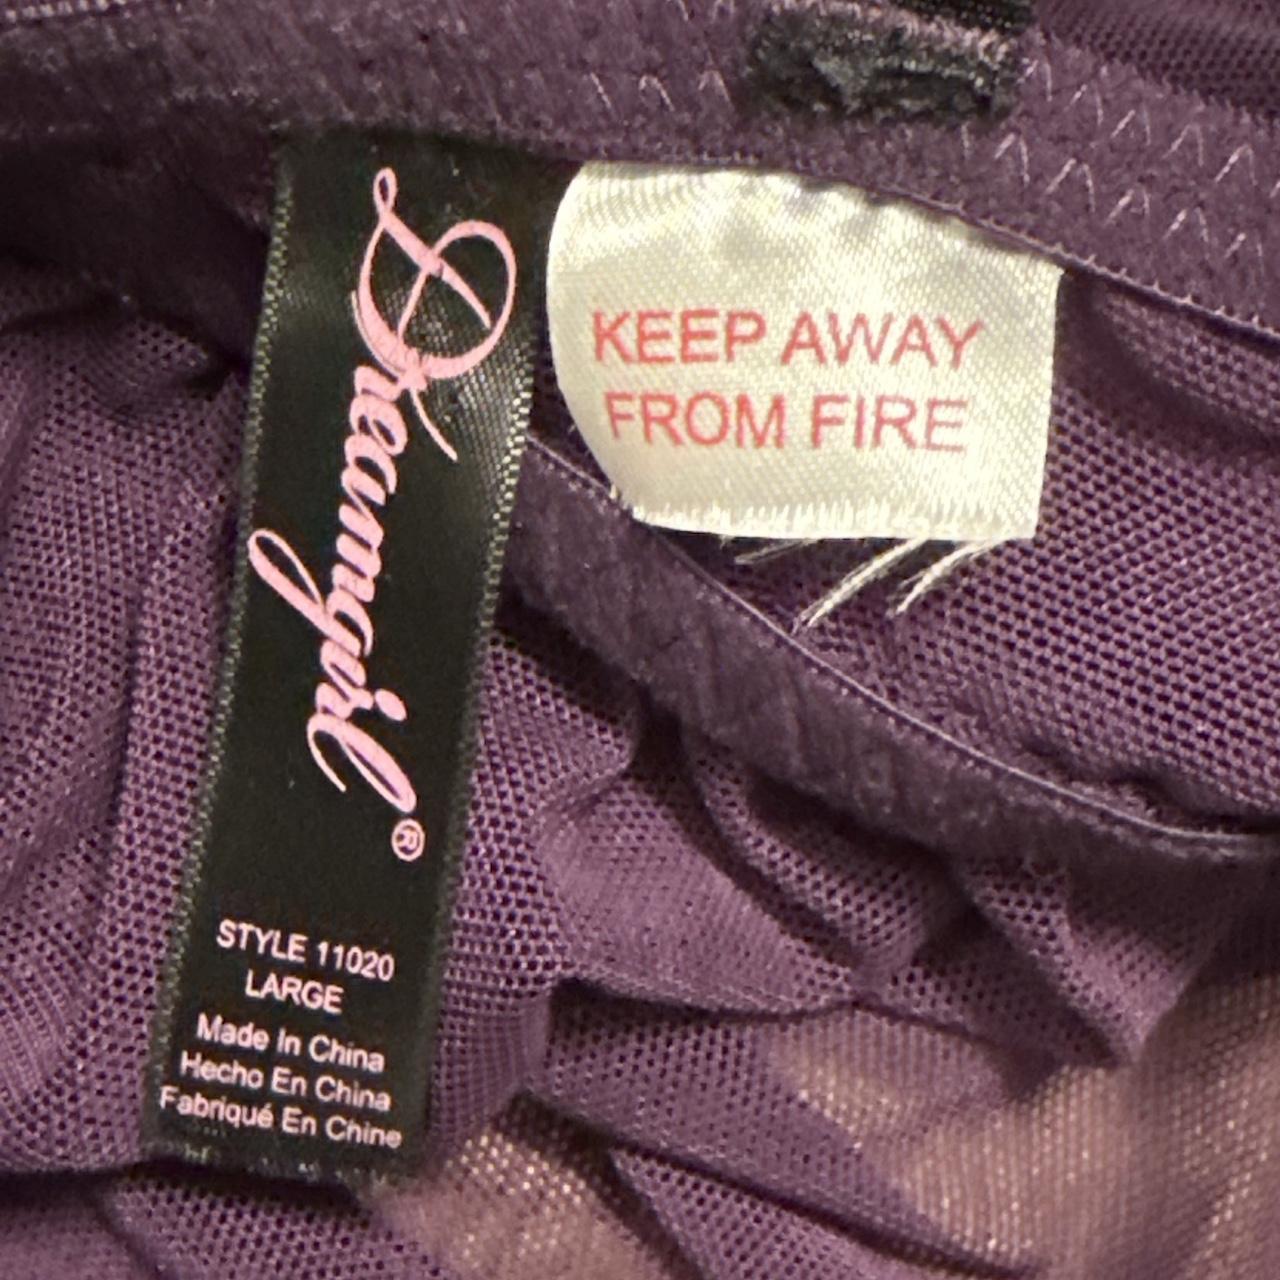 Dreamgirl®
STYLE 11020
LARGE
Made In China
Hecho En China
Fabriqué En Chine
KEEP AWAY
FROM FIRE